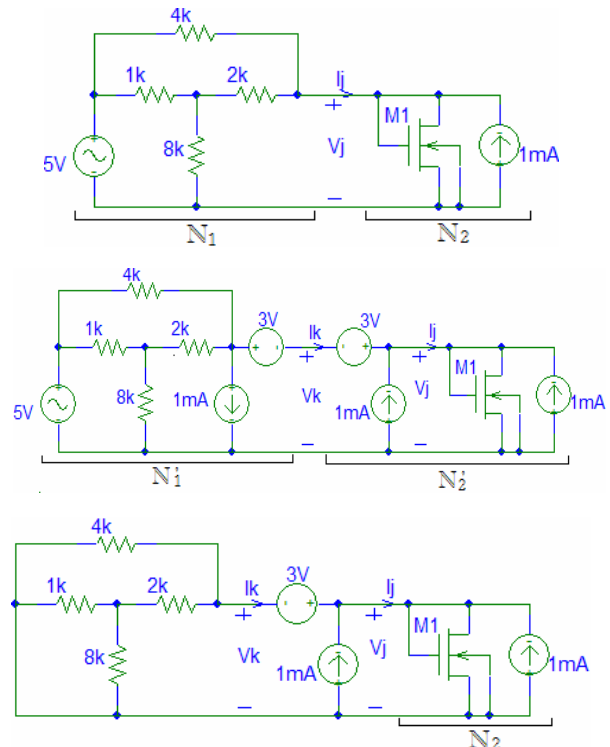 4k
1k 2k Ij
+ M1
5V 8k Vj 1mA
−
N₁ N₂
4k
1k 2k 3V Ik 3V Ij
+ + M1
5V 8k 1mA Vk 1mA Vj 1mA
− −
N₁' N₂'
4k
1k 2k Ik 3V Ij
+ + M1
8k Vk 1mA Vj 1mA
− −
N₂